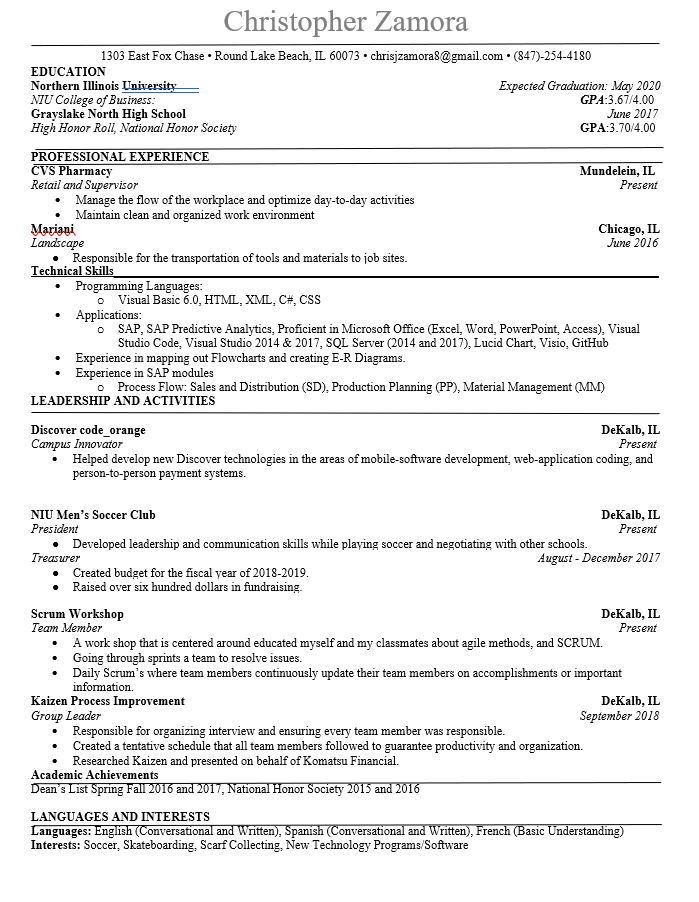 Christopher Zamora
1303 East Fox Chase • Round Lake Beach, IL 60073 • chrisjzamora8@gmail.com • (847)-254-4180
EDUCATION
Northern Illinois University Expected Graduation: May 2020
NIU College of Business: GPA:3.67/4.00
Grayslake North High School June 2017
High Honor Roll, National Honor Society GPA:3.70/4.00
PROFESSIONAL EXPERIENCE
CVS Pharmacy Mundelein, IL
Retail and Supervisor Present
• Manage the flow of the workplace and optimize day-to-day activities
• Maintain clean and organized work environment
Mariani Chicago, IL
Landscape June 2016
• Responsible for the transportation of tools and materials to job sites.
Technical Skills
• Programming Languages:
o Visual Basic 6.0, HTML, XML, C#, CSS
• Applications:
o SAP, SAP Predictive Analytics, Proficient in Microsoft Office (Excel, Word, PowerPoint, Access), Visual
Studio Code, Visual Studio 2014 & 2017, SQL Server (2014 and 2017), Lucid Chart, Visio, GitHub
• Experience in mapping out Flowcharts and creating E-R Diagrams.
• Experience in SAP modules
o Process Flow: Sales and Distribution (SD), Production Planning (PP), Material Management (MM)
LEADERSHIP AND ACTIVITIES
Discover code_orange DeKalb, IL
Campus Innovator Present
• Helped develop new Discover technologies in the areas of mobile-software development, web-application coding, and
person-to-person payment systems.
NIU Men's Soccer Club DeKalb, IL
President Present
• Developed leadership and communication skills while playing soccer and negotiating with other schools.
Treasurer August - December 2017
• Created budget for the fiscal year of 2018-2019.
• Raised over six hundred dollars in fundraising.
Scrum Workshop DeKalb, IL
Team Member Present
• A work shop that is centered around educated myself and my classmates about agile methods, and SCRUM.
• Going through sprints a team to resolve issues.
• Daily Scrum's where team members continuously update their team members on accomplishments or important
information.
Kaizen Process Improvement DeKalb, IL
Group Leader September 2018
• Responsible for organizing interview and ensuring every team member was responsible.
• Created a tentative schedule that all team members followed to guarantee productivity and organization.
• Researched Kaizen and presented on behalf of Komatsu Financial.
Academic Achievements
Dean's List Spring Fall 2016 and 2017, National Honor Society 2015 and 2016
LANGUAGES AND INTERESTS
Languages: English (Conversational and Written), Spanish (Conversational and Written), French (Basic Understanding)
Interests: Soccer, Skateboarding, Scarf Collecting, New Technology Programs/Software